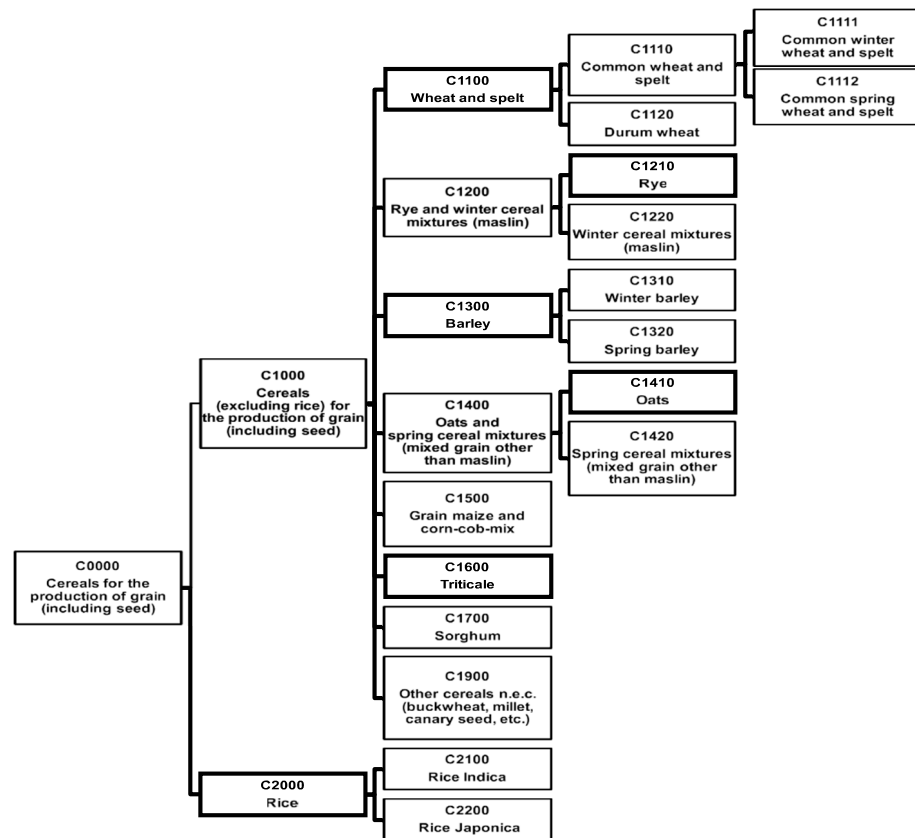 C0000
Cereals for the
production of grain
(including seed)
C1000
Cereals
(excluding rice) for
the production of grain
(including seed)
C1100
Wheat and spelt
C1110
Common wheat and
spelt
C1111
Common winter
wheat and spelt
C1112
Common spring
wheat and spelt
C1120
Durum wheat
C1200
Rye and winter cereal
mixtures (maslin)
C1210
Rye
C1220
Winter cereal mixtures
(maslin)
C1300
Barley
C1310
Winter barley
C1320
Spring barley
C1400
Oats and
spring cereal mixtures
(mixed grain other
than maslin)
C1410
Oats
C1420
Spring cereal mixtures
(mixed grain other
than maslin)
C1500
Grain maize and
corn-cob-mix
C1600
Triticale
C1700
Sorghum
C1900
Other cereals n.e.c.
(buckwheat, millet,
canary seed, etc.)
C2000
Rice
C2100
Rice Indica
C2200
Rice Japonica